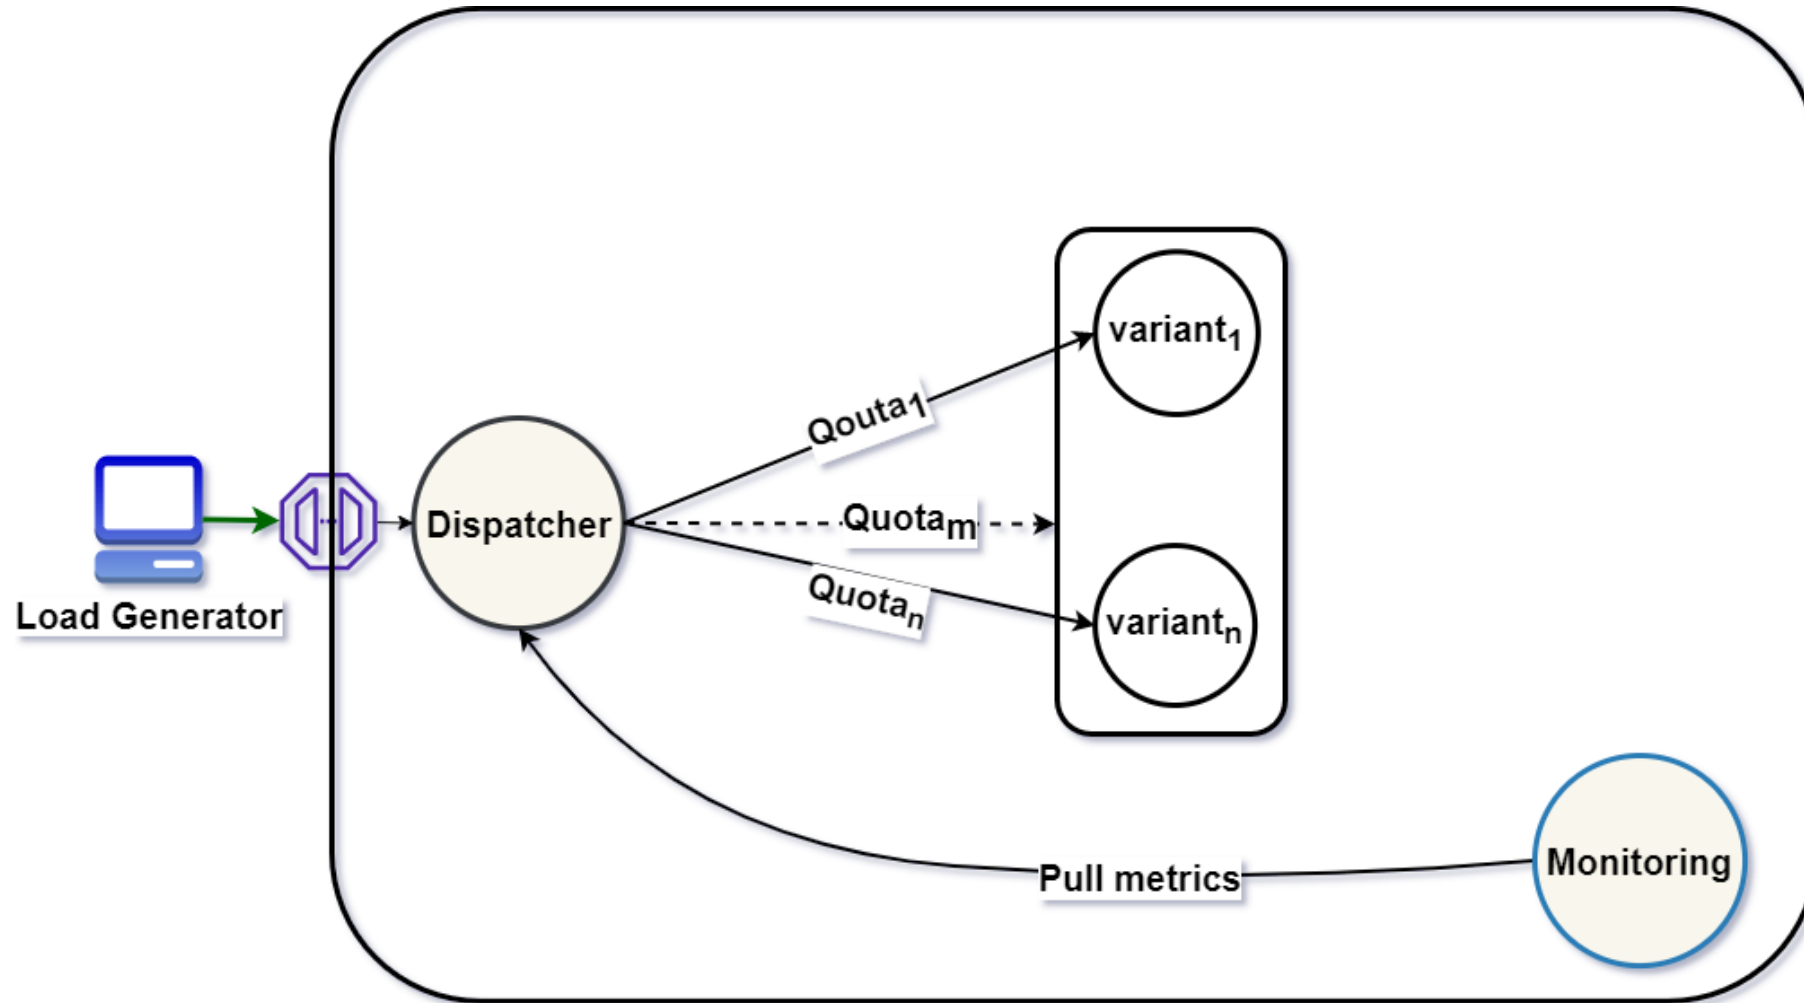 variant₁
Qouta₁
Dispatcher
Quotaₘ
Load Generator
Quotaₙ
variantₙ
Pull metrics
Monitoring